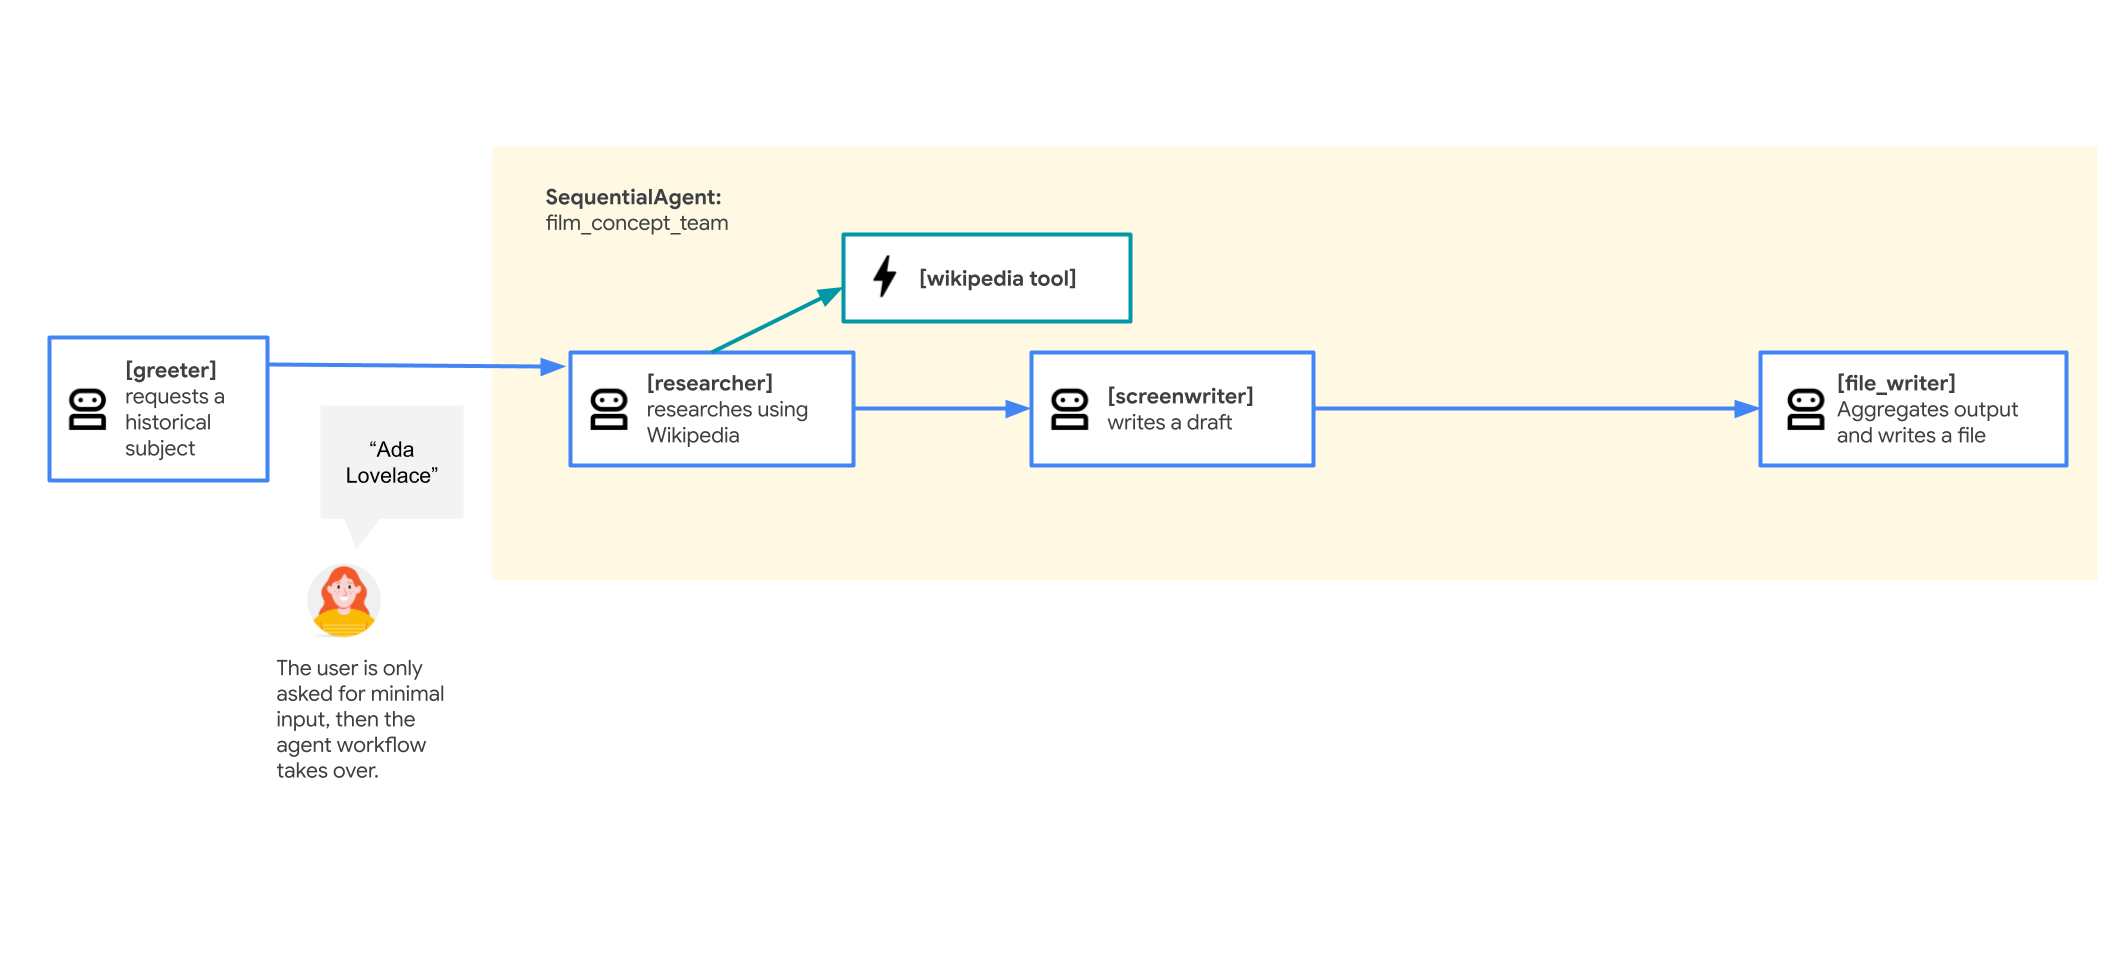 SequentialAgent:
film_concept_team
[wikipedia tool]
[greeter]
requests a
historical
subject
“Ada
Lovelace”
[researcher]
researches using
Wikipedia
[screenwriter]
writes a draft
[file_writer]
Aggregates output
and writes a file
The user is only
asked for minimal
input, then the
agent workflow
takes over.